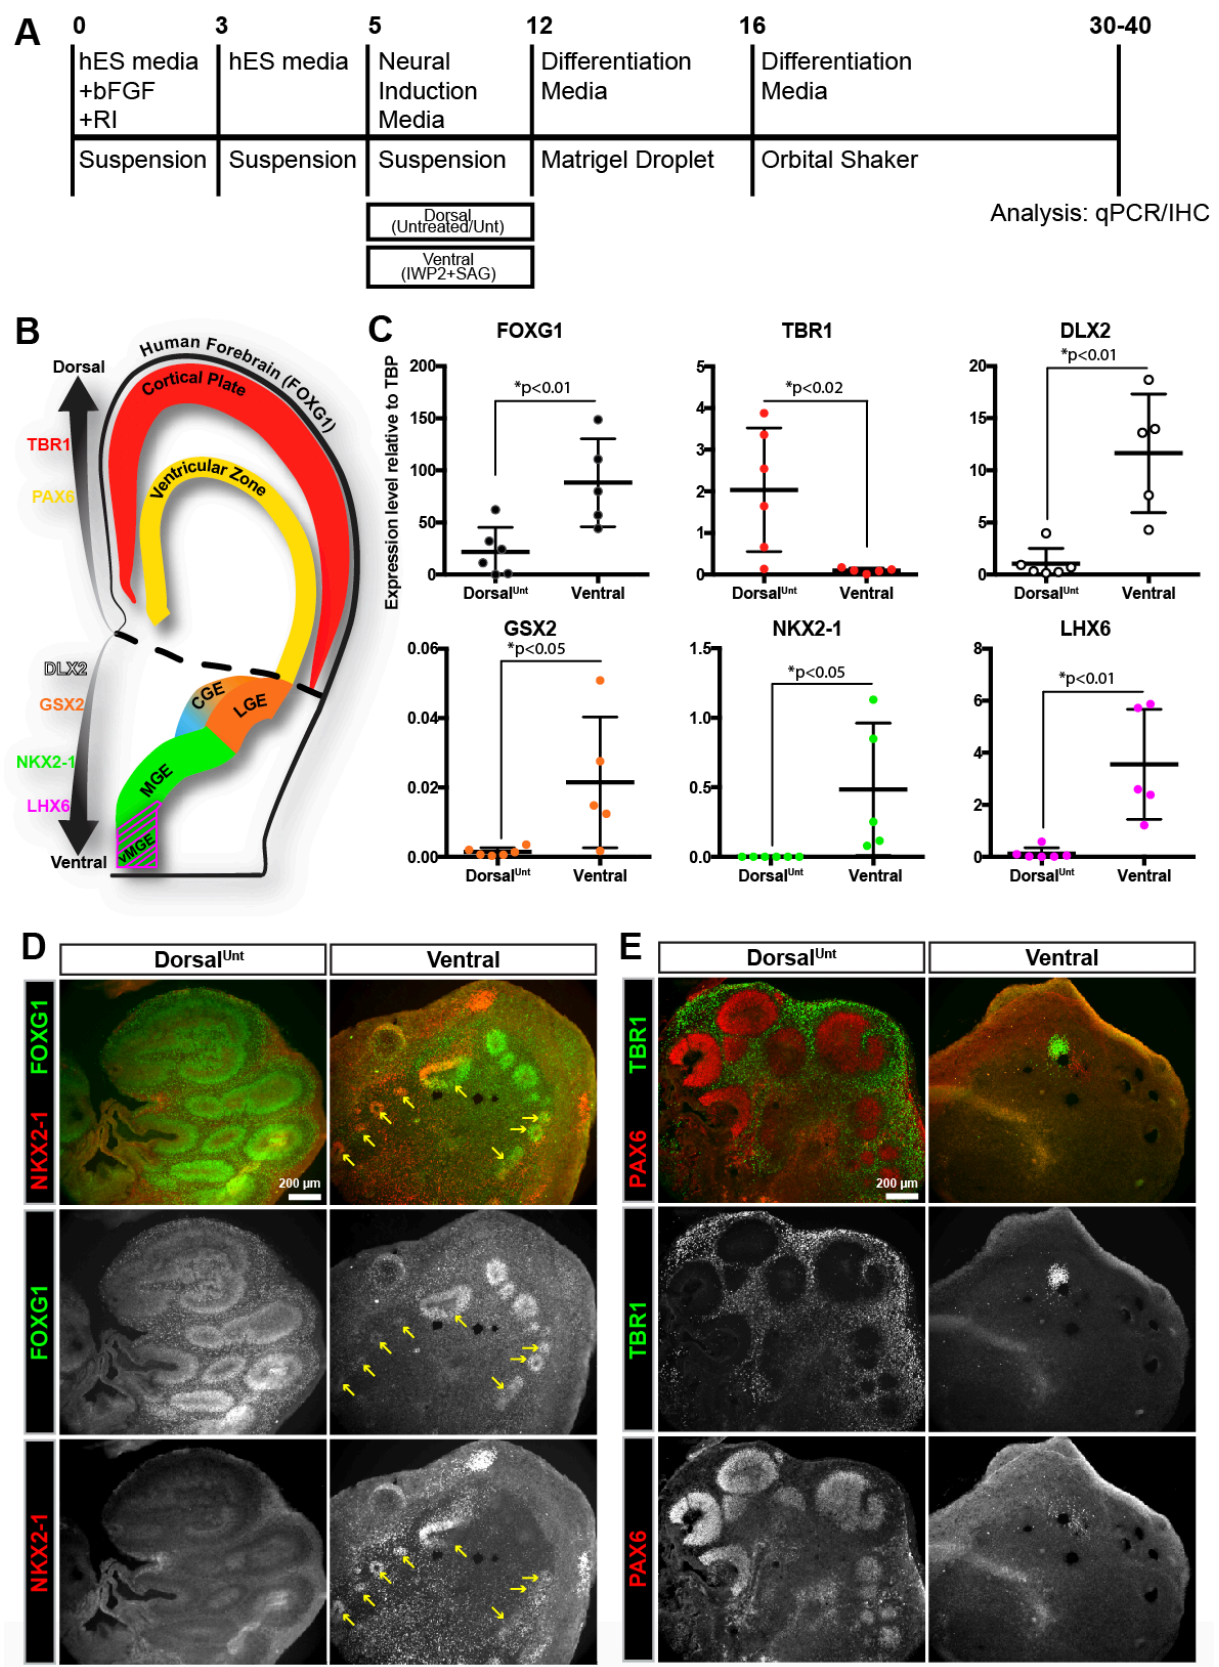 A
0 3 5 12 16 30-40
hES media
+bFGF
+RI
hES media
Neural
Induction
Media
Differentiation
Media
Differentiation
Media
Suspension
Suspension
Suspension
Matrigel Droplet
Orbital Shaker
Dorsal
(Untreated/Unt)
Ventral
(IWP2+SAG)
Analysis: qPCR/IHC
B
Dorsal
Human Forebrain (FOXG1)
Cortical Plate
Ventricular Zone
TBR1
PAX6
DLX2
GSX2
NKX2-1
LHX6
CGE
LGE
MGE
vMGE
Ventral
C
Expression level relative to TBP
FOXG1
200
150
100
50
0
*p<0.01
DorsalUnt
Ventral
TBR1
5
4
3
2
1
0
*p<0.02
DorsalUnt
Ventral
DLX2
20
15
10
5
0
*p<0.01
DorsalUnt
Ventral
GSX2
0.06
0.04
0.02
0.00
*p<0.05
DorsalUnt
Ventral
NKX2-1
1.5
1.0
0.5
0.0
*p<0.05
DorsalUnt
Ventral
LHX6
8
6
4
2
0
*p<0.01
DorsalUnt
Ventral
D
DorsalUnt
Ventral
NKX2-1 FOXG1
200 µm
FOXG1
NKX2-1
E
DorsalUnt
Ventral
PAX6 TBR1
200 µm
TBR1
PAX6